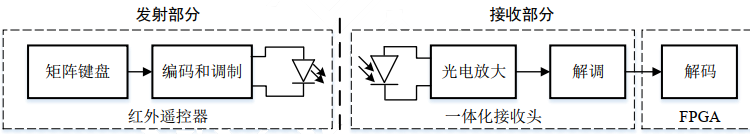 发射部分
接收部分
矩阵键盘
编码和调制
光电放大
解调
解码
红外遥控器
一体化接收头
FPGA